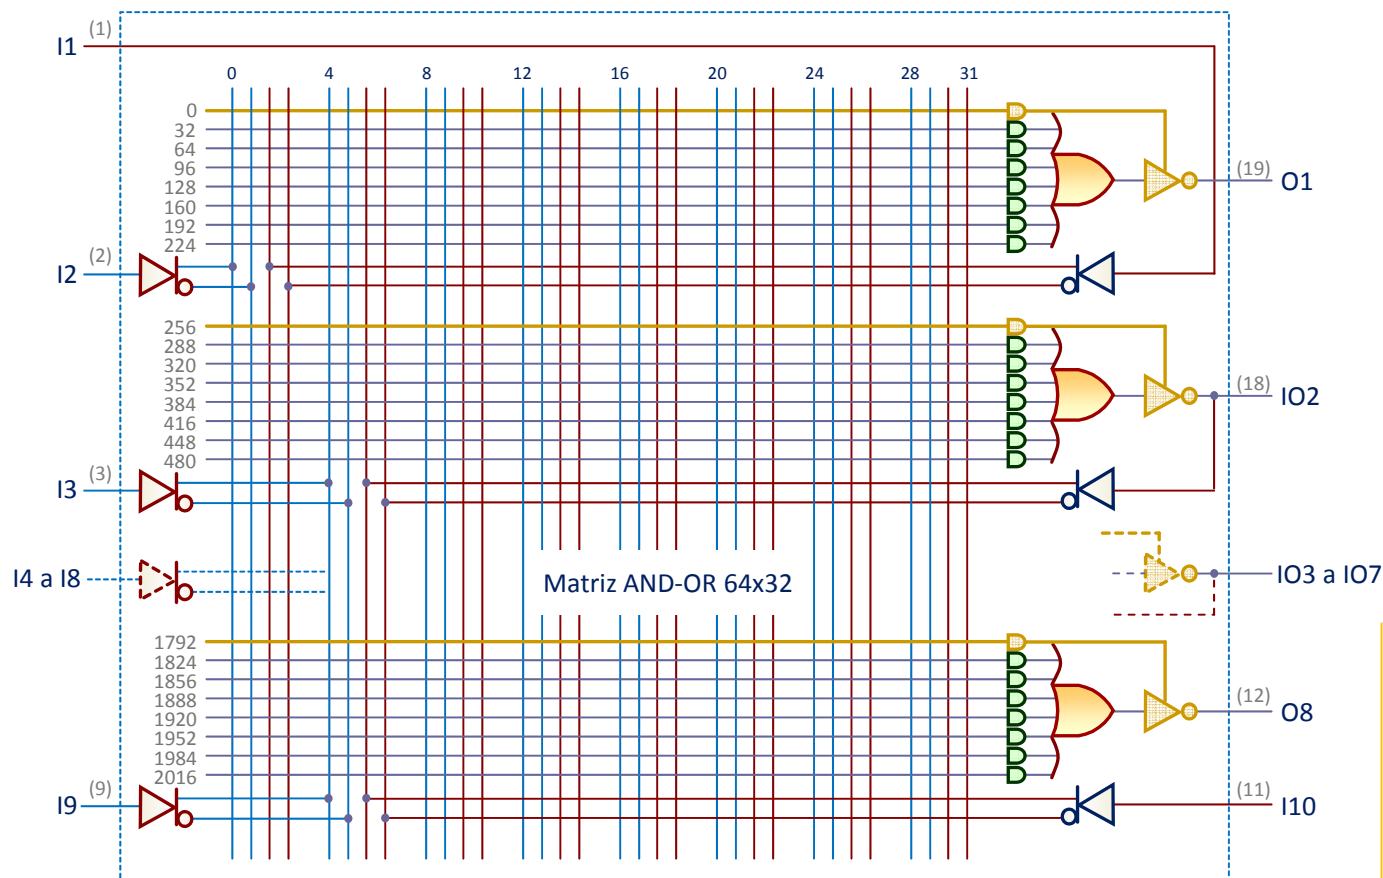 I1 (1)
0 4 8 12 16 20 24 28 31
0
32
64
96
128
160
192
224
(19) O1
I2 (2)
256
288
320
352
384
416
448
480
(18) IO2
I3 (3)
I4 a I8
Matriz AND-OR 64x32
IO3 a IO7
1792
1824
1856
1888
1920
1952
1984
2016
(12) O8
I9 (9)
(11) I10